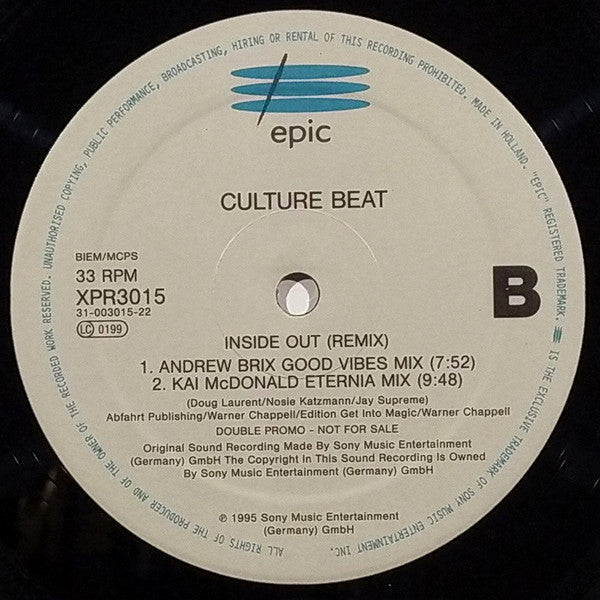 epic
CULTURE BEAT
BIEM/MCPS
33 RPM
XPR3015
31-003015-22
LC 0199
B
INSIDE OUT (REMIX)
1. ANDREW BRIX GOOD VIBES MIX (7:52)
2. KAI McDONALD ETERNIA MIX (9:48)
(Doug Laurent/Nosie Katzmann/Jay Supreme)
Abfahrt Publishing/Warner Chappell/Edition Get Into Magic/Warner Chappell
DOUBLE PROMO - NOT FOR SALE
Original Sound Recording Made By Sony Music Entertainment
(Germany) GmbH The Copyright In This Sound Recording Is Owned
By Sony Music Entertainment (Germany) GmbH
℗ 1995 Sony Music Entertainment
(Germany) GmbH
ALL RIGHTS OF THE PRODUCER AND OF THE OWNER OF THE RECORDED WORK RESERVED. UNAUTHORISED COPYING, PUBLIC PERFORMANCE, BROADCASTING, HIRING OR RENTAL OF THIS RECORDING PROHIBITED. MADE IN HOLLAND. "EPIC" REGISTERED TRADEMARK. IS THE EXCLUSIVE TRADEMARK OF SONY MUSIC ENTERTAINMENT INC.